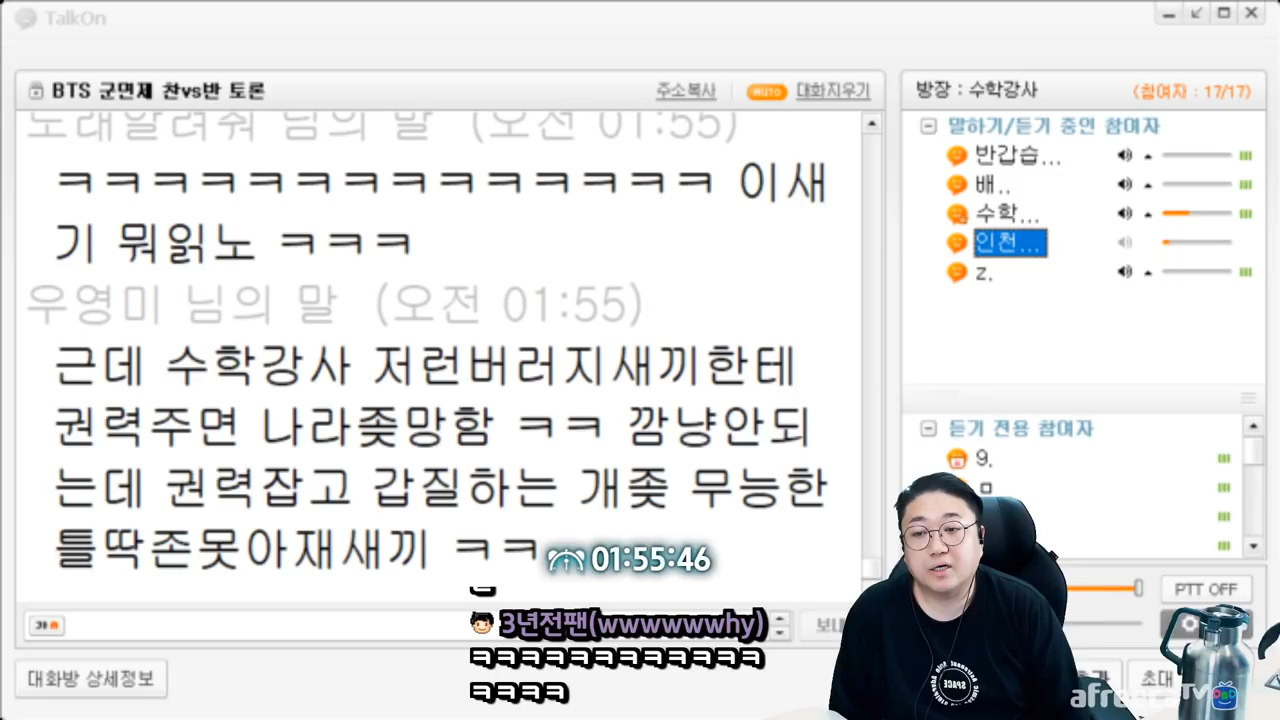 TalkOn
BTS 군면제 찬vs반 토론
주소복사
AUTO
대화지우기
노래알려줘 님의 말 (오전 01:55)
ㅋㅋㅋㅋㅋㅋㅋㅋㅋㅋㅋㅋㅋㅋ 이새
기 뭐읽노 ㅋㅋㅋ
우영미 님의 말 (오전 01:55)
근데 수학강사 저런버러지새끼한테
권력주면 나라좆망함 ㅋㅋ 깜냥안되
는데 권력잡고 갑질하는 개좆 무능한
틀딱존못아재새끼 ㅋㅋ
01:55:46
3년전팬(wwwwwwhy)
ㅋㅋㅋㅋㅋㅋㅋㅋㅋㅋㅋㅋ
ㅋㅋㅋㅋ
가
대화방 상세정보
방장 : 수학강사
(참여자 : 17/17)
말하기/듣기 중인 참여자
반갑습...
배..
수학...
인천...
z.
듣기 전용 참여자
9.
ㅁ
PTT OFF
초대
SPACE
afreecaTV